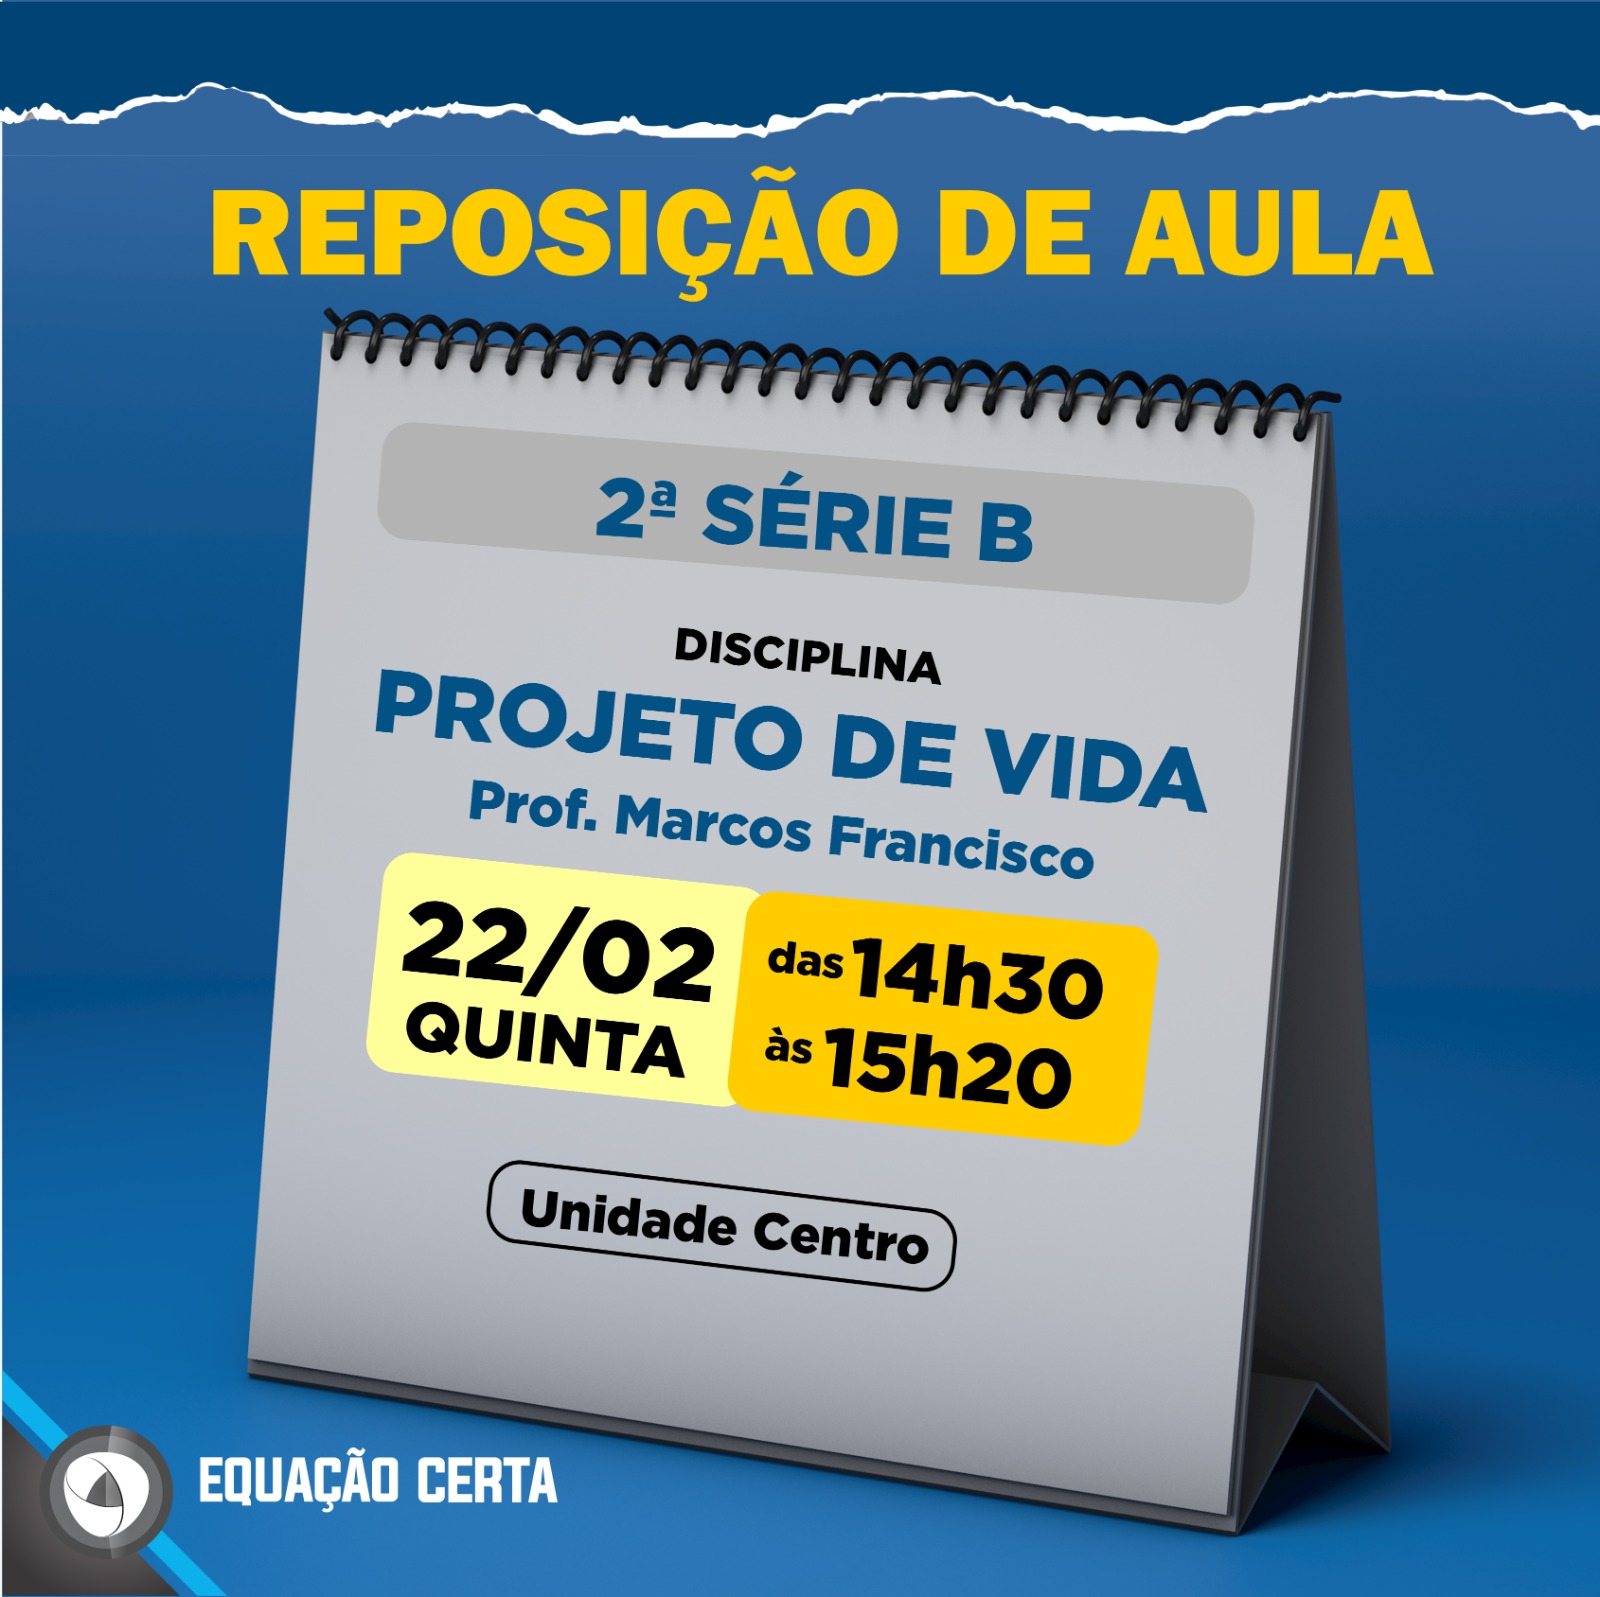 REPOSIÇÃO DE AULA
2ª SÉRIE B
DISCIPLINA
PROJETO DE VIDA
Prof. Marcos Francisco
22/02
QUINTA
das 14h30
às 15h20
Unidade Centro
EQUAÇÃO CERTA